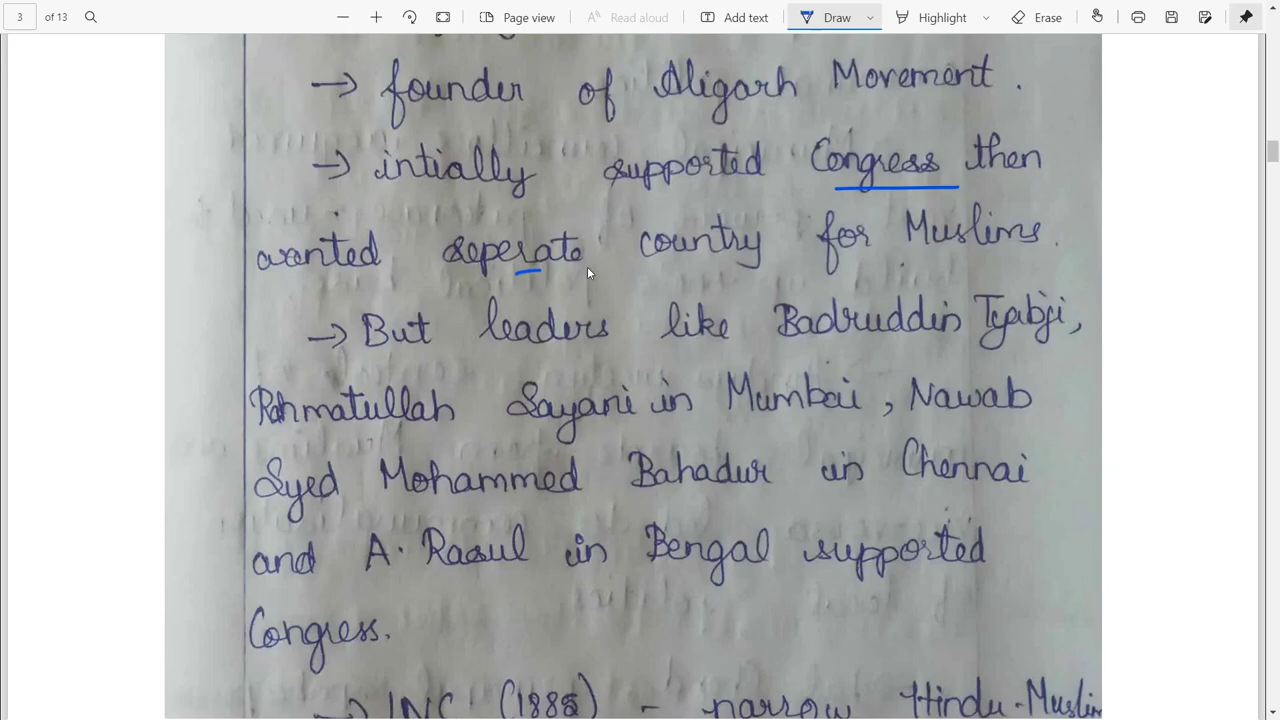 3 of 13 Page view Read aloud Add text Draw Highlight Erase
→ founder of Aligarh Movement.
→ intially supported Congress then
wanted seperate country for Muslims.
→ But leaders like Badruddin Tyabji,
Rahmatullah Sayani in Mumbai, Nawab
Syed Mohammed Bahadur in Chennai
and A. Rasul in Bengal supported
Congress.
→ INC (1885) - narrow Hindu-Muslim